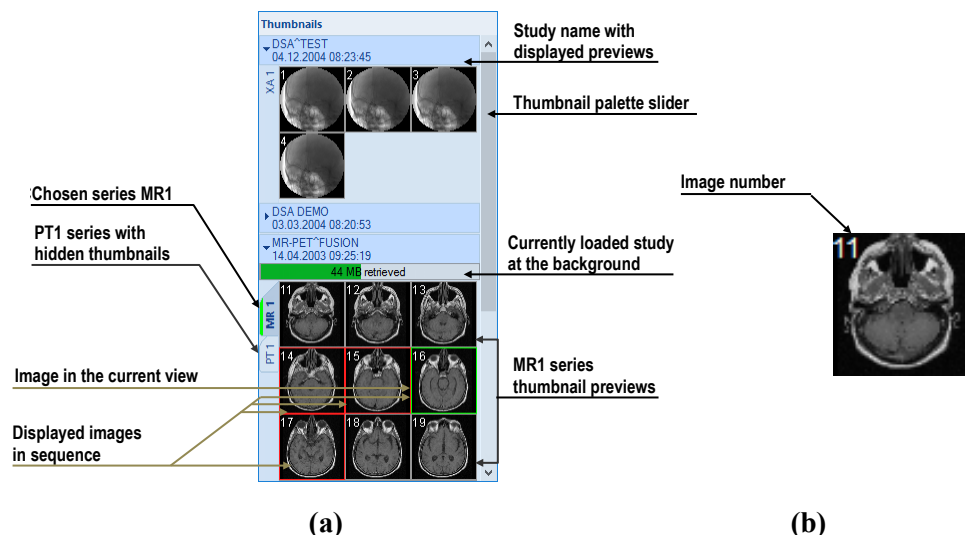 Thumbnails
DSA^TEST
04.12.2004 08:23:45
XA 1
1
2
3
4
DSA DEMO
03.03.2004 08:20:53
MR-PET^FUSION
14.04.2003 09:25:19
44 MB retrieved
MR 1
PT 1
11
12
13
14
15
16
17
18
19
Study name with
displayed previews
Thumbnail palette slider
Chosen series MR1
PT1 series with
hidden thumbnails
Currently loaded study
at the background
Image in the current view
MR1 series
thumbnail previews
Displayed images
in sequence
Image number
11
(a)
(b)